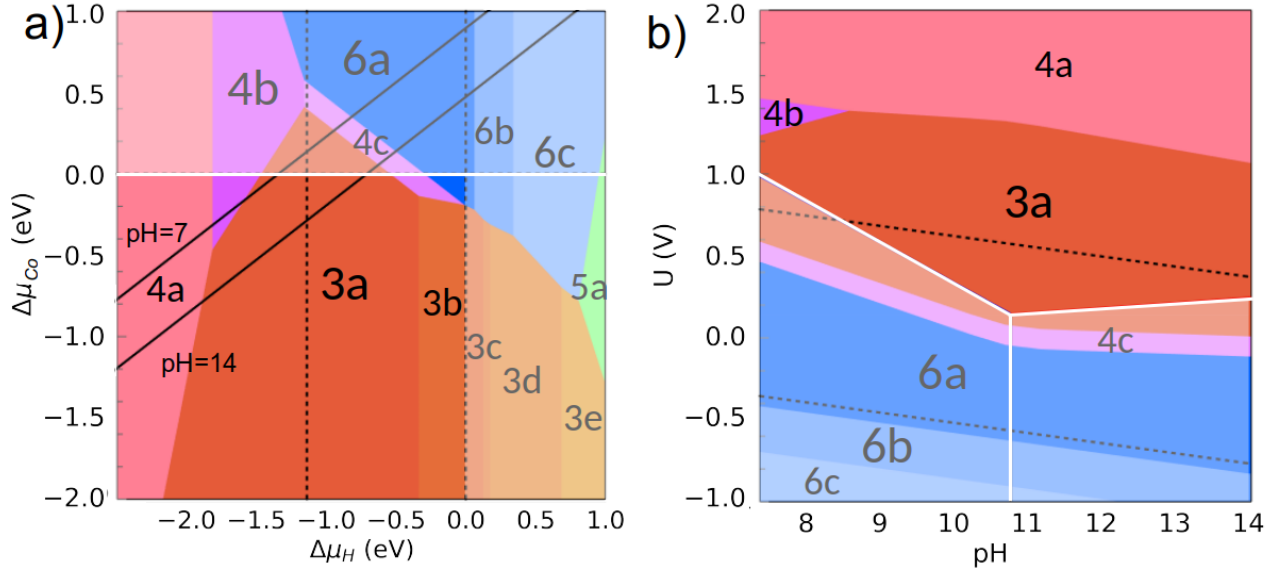 a)
1.0
0.5
0.0
−0.5
−1.0
−1.5
−2.0
Δμ_Co (eV)
4b
6a
4c
6b
6c
pH=7
4a
3a
3b
5a
pH=14
3c
3d
3e
−2.0 −1.5 −1.0 −0.5 0.0 0.5 1.0
Δμ_H (eV)
b)
2.0
1.5
1.0
0.5
0.0
−0.5
−1.0
U (V)
4a
4b
3a
4c
6a
6b
6c
8 9 10 11 12 13 14
pH